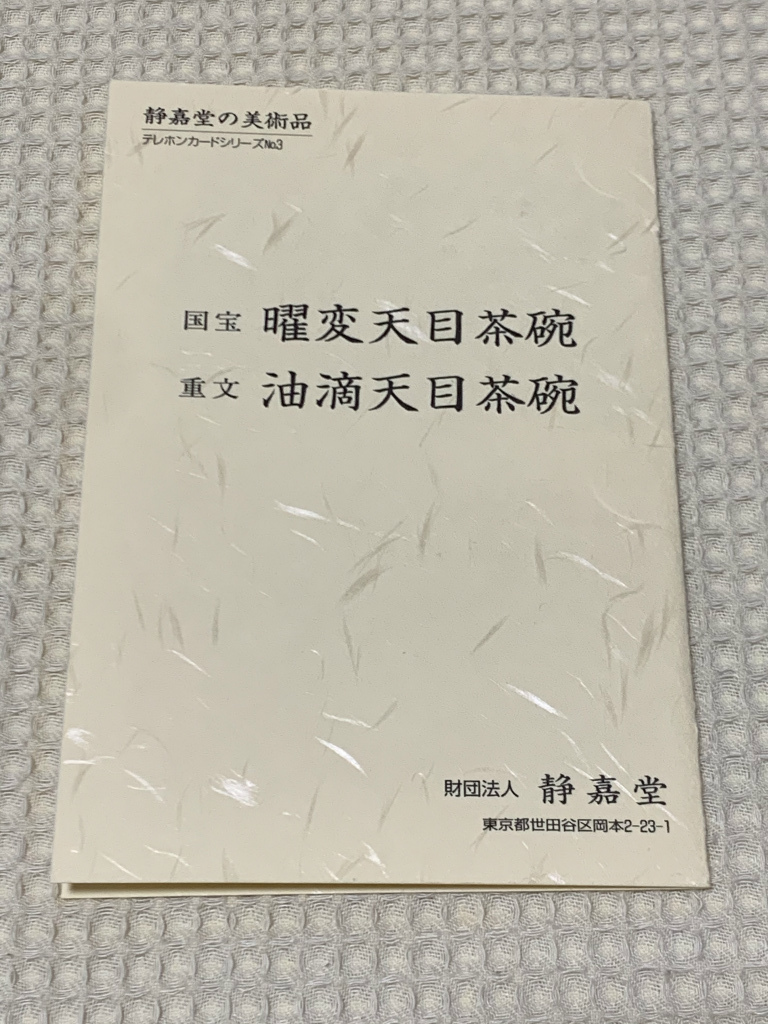 静嘉堂の美術品
テレホンカードシリーズ№3
国宝 曜変天目茶碗
重文 油滴天目茶碗
財団法人 静嘉堂
東京都世田谷区岡本2-23-1